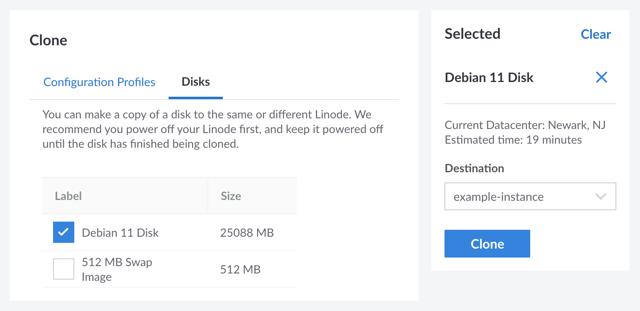 Clone
Configuration Profiles Disks
You can make a copy of a disk to the same or different Linode. We
recommend you power off your Linode first, and keep it powered off
until the disk has finished being cloned.
Label Size
Debian 11 Disk 25088 MB
512 MB Swap
Image 512 MB
Selected Clear
Debian 11 Disk
Current Datacenter: Newark, NJ
Estimated time: 19 minutes
Destination
example-instance
Clone